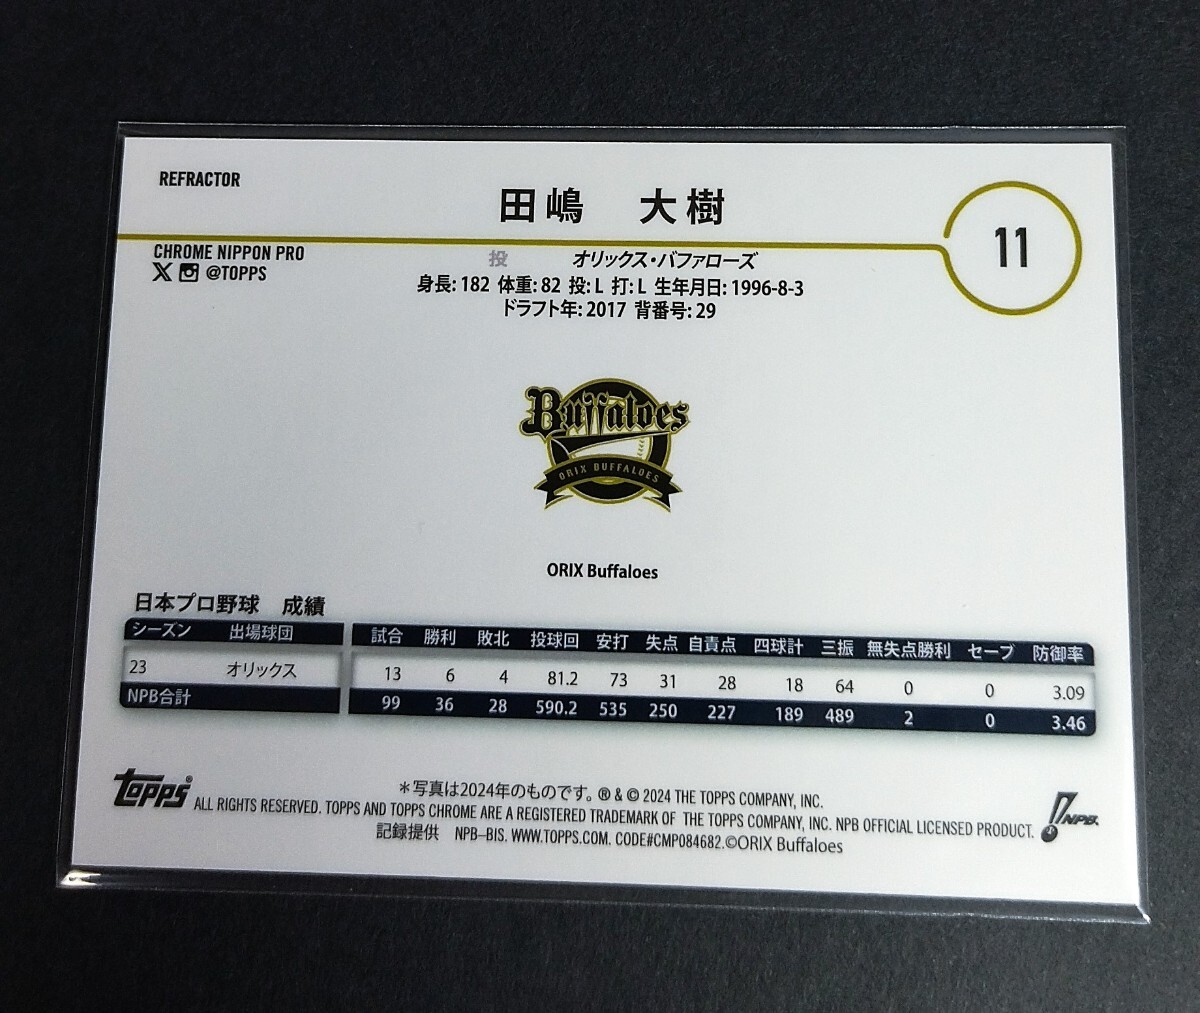 REFRACTOR
田嶋 大樹
11
CHROME NIPPON PRO
@TOPPS
投 オリックス・バファローズ
身長: 182 体重: 82 投: L 打: L 生年月日: 1996-8-3
ドラフト年: 2017 背番号: 29
Buffaloes
ORIX BUFFALOES
ORIX Buffaloes
日本プロ野球 成績
シーズン 出場球団 試合 勝利 敗北 投球回 安打 失点 自責点 四球計 三振 無失点勝利 セーブ 防御率
23 オリックス 13 6 4 81.2 73 31 28 18 64 0 0 3.09
NPB合計 99 36 28 590.2 535 250 227 189 489 2 0 3.46
topps®
＊写真は2024年のものです。 ® & © 2024 THE TOPPS COMPANY, INC.
ALL RIGHTS RESERVED. TOPPS AND TOPPS CHROME ARE A REGISTERED TRADEMARK OF THE TOPPS COMPANY, INC. NPB OFFICIAL LICENSED PRODUCT.
記録提供 NPB-BIS. WWW.TOPPS.COM. CODE#CMP084682.©ORIX Buffaloes
NPB